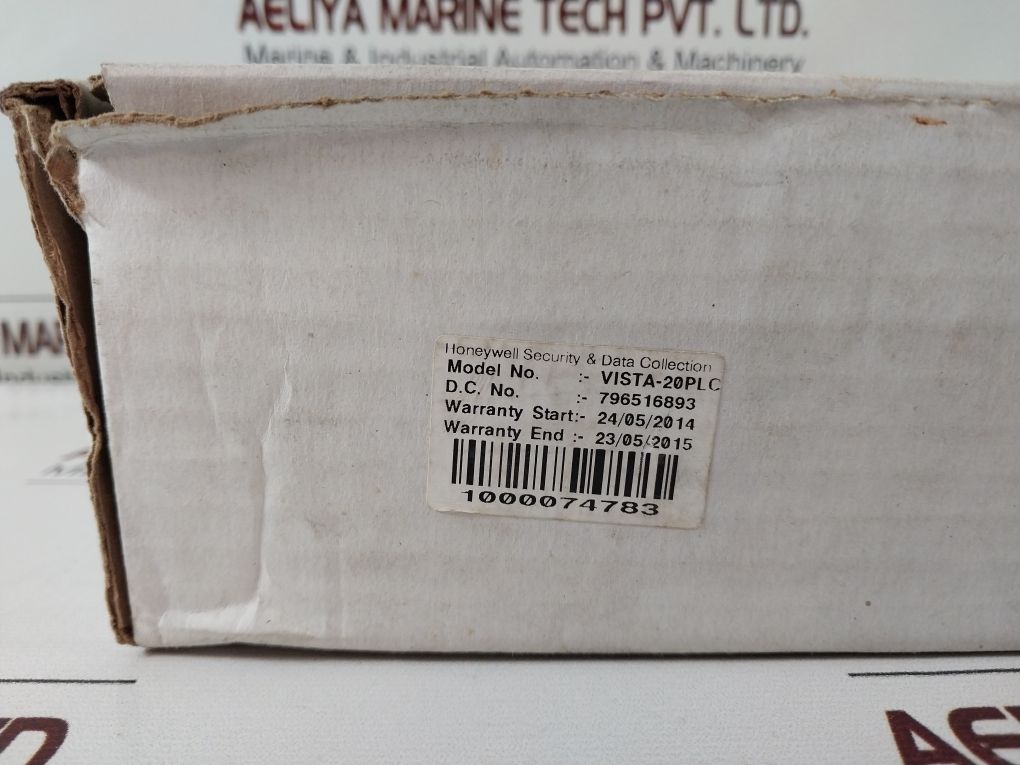 AELIYA MARINE TECH PVT. LTD.
Marine & Industrial Automation & Machinery
Honeywell Security & Data Collection
Model No. :- VISTA-20PLC
D.C. No. :- 796516893
Warranty Start:- 24/05/2014
Warranty End :- 23/05/2015
1000074783